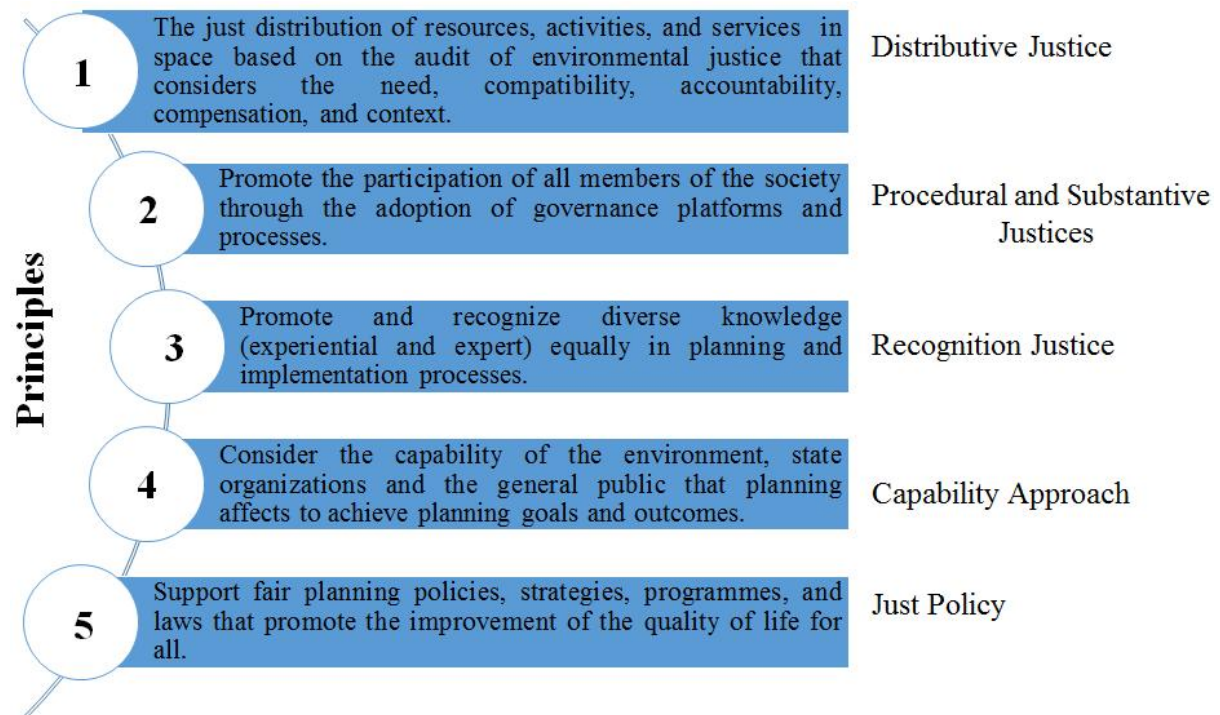 Principles
1
The just distribution of resources, activities, and services in
space based on the audit of environmental justice that
considers the need, compatibility, accountability,
compensation, and context.
Distributive Justice
2
Promote the participation of all members of the society
through the adoption of governance platforms and
processes.
Procedural and Substantive
Justices
3
Promote and recognize diverse knowledge
(experiential and expert) equally in planning and
implementation processes.
Recognition Justice
4
Consider the capability of the environment, state
organizations and the general public that planning
affects to achieve planning goals and outcomes.
Capability Approach
5
Support fair planning policies, strategies, programmes, and
laws that promote the improvement of the quality of life for
all.
Just Policy